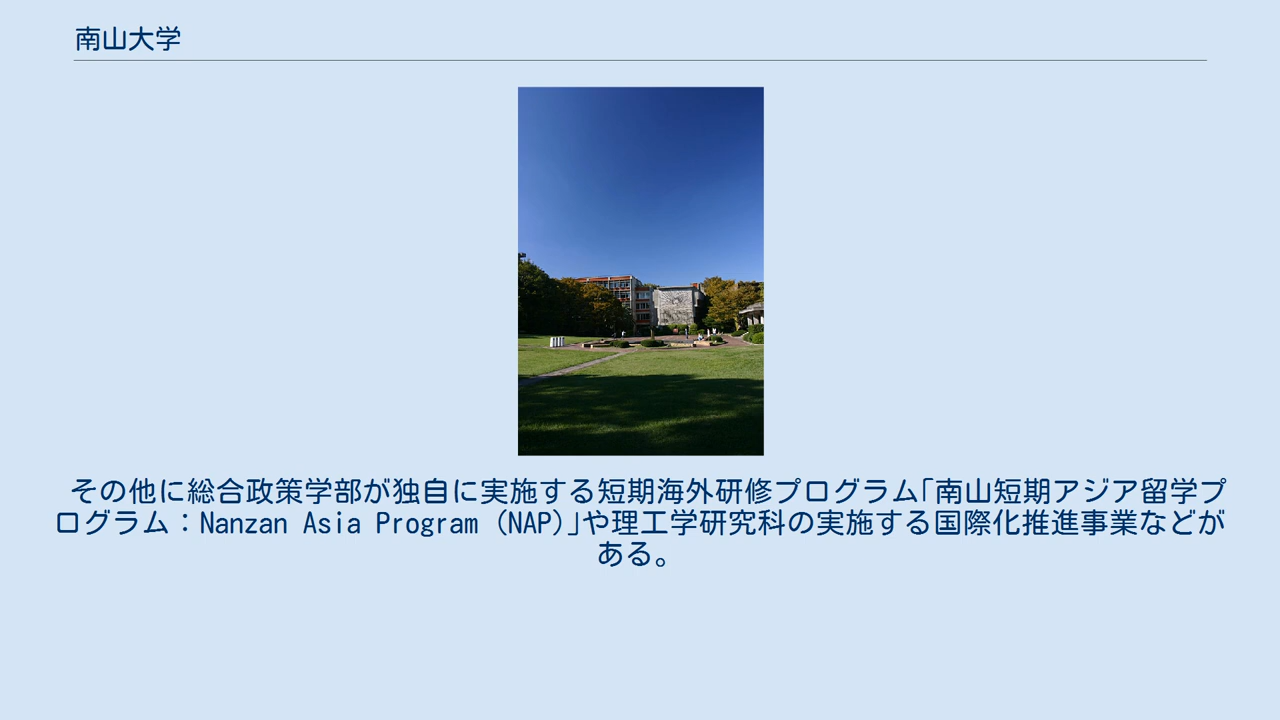 南山大学
その他に総合政策学部が独自に実施する短期海外研修プログラム｢南山短期アジア留学プ
ログラム：Nanzan Asia Program (NAP)｣や理工学研究科の実施する国際化推進事業などが
ある。